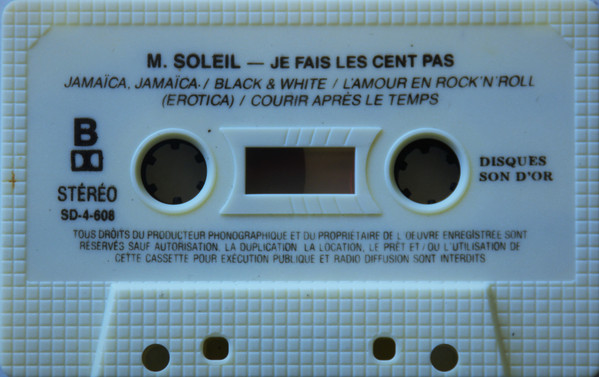 M. SOLEIL — JE FAIS LES CENT PAS
JAMAÏCA, JAMAÏCA / BLACK & WHITE / L'AMOUR EN ROCK'N'ROLL
(EROTICA) / COURIR APRÈS LE TEMPS
B
STÉRÉO
SD-4-608
DISQUES
SON D'OR
TOUS DROITS DU PRODUCTEUR PHONOGRAPHIQUE ET DU PROPRIETAIRE DE L'OEUVRE ENREGISTREE SONT
RESERVÉS SAUF AUTORISATION, LA DUPLICATION, LA LOCATION, LE PRÊT ET/OU L'UTILISATION DE
CETTE CASSETTE POUR EXÉCUTION PUBLIQUE ET RADIO DIFFUSION SONT INTERDITS